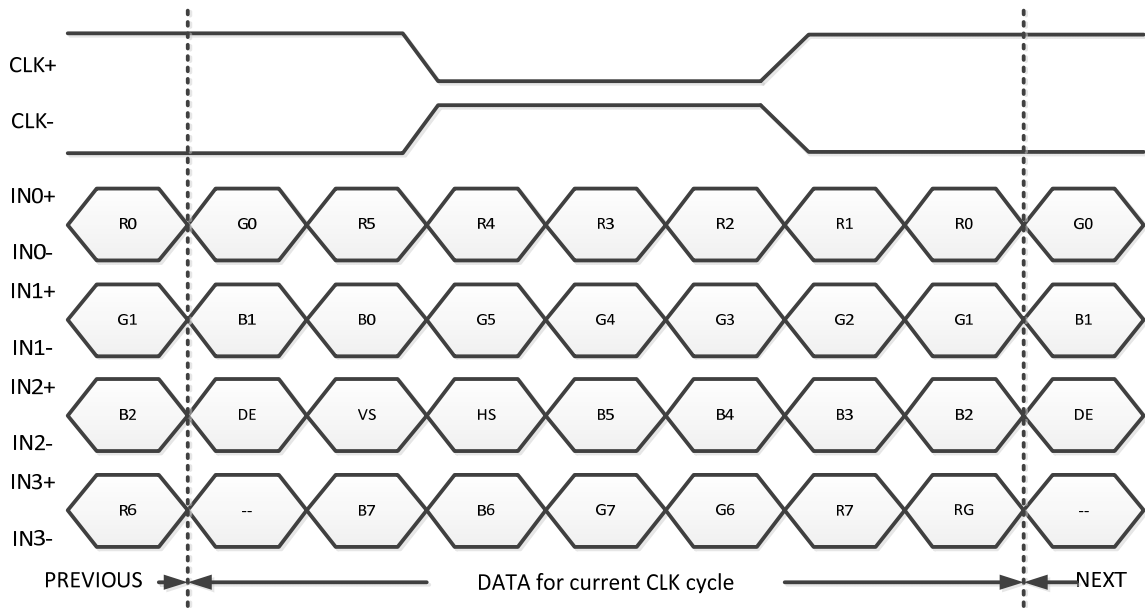 CLK+
CLK-
IN0+
R0 G0 R5 R4 R3 R2 R1 R0 G0
IN0-
IN1+
G1 B1 B0 G5 G4 G3 G2 G1 B1
IN1-
IN2+
B2 DE VS HS B5 B4 B3 B2 DE
IN2-
IN3+
R6 -- B7 B6 G7 G6 R7 RG --
IN3-
PREVIOUS DATA for current CLK cycle NEXT